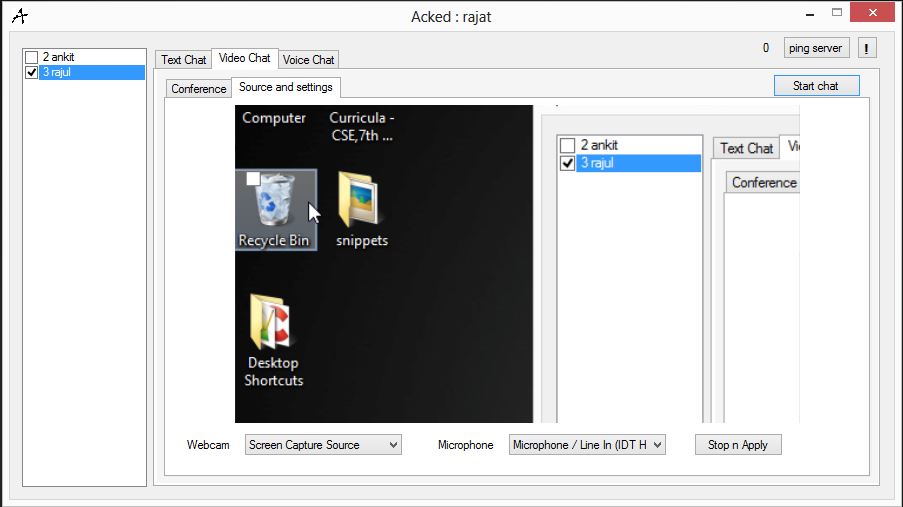 Acked : rajat
0
ping server
!
2 ankit
3 rajul
Text Chat
Video Chat
Voice Chat
Conference
Source and settings
Start chat
Computer
Curricula -
CSE,7th ...
Recycle Bin
snippets
Desktop
Shortcuts
2 ankit
3 rajul
Text Chat
Conference
Webcam
Screen Capture Source
Microphone
Microphone / Line In (IDT H
Stop n Apply